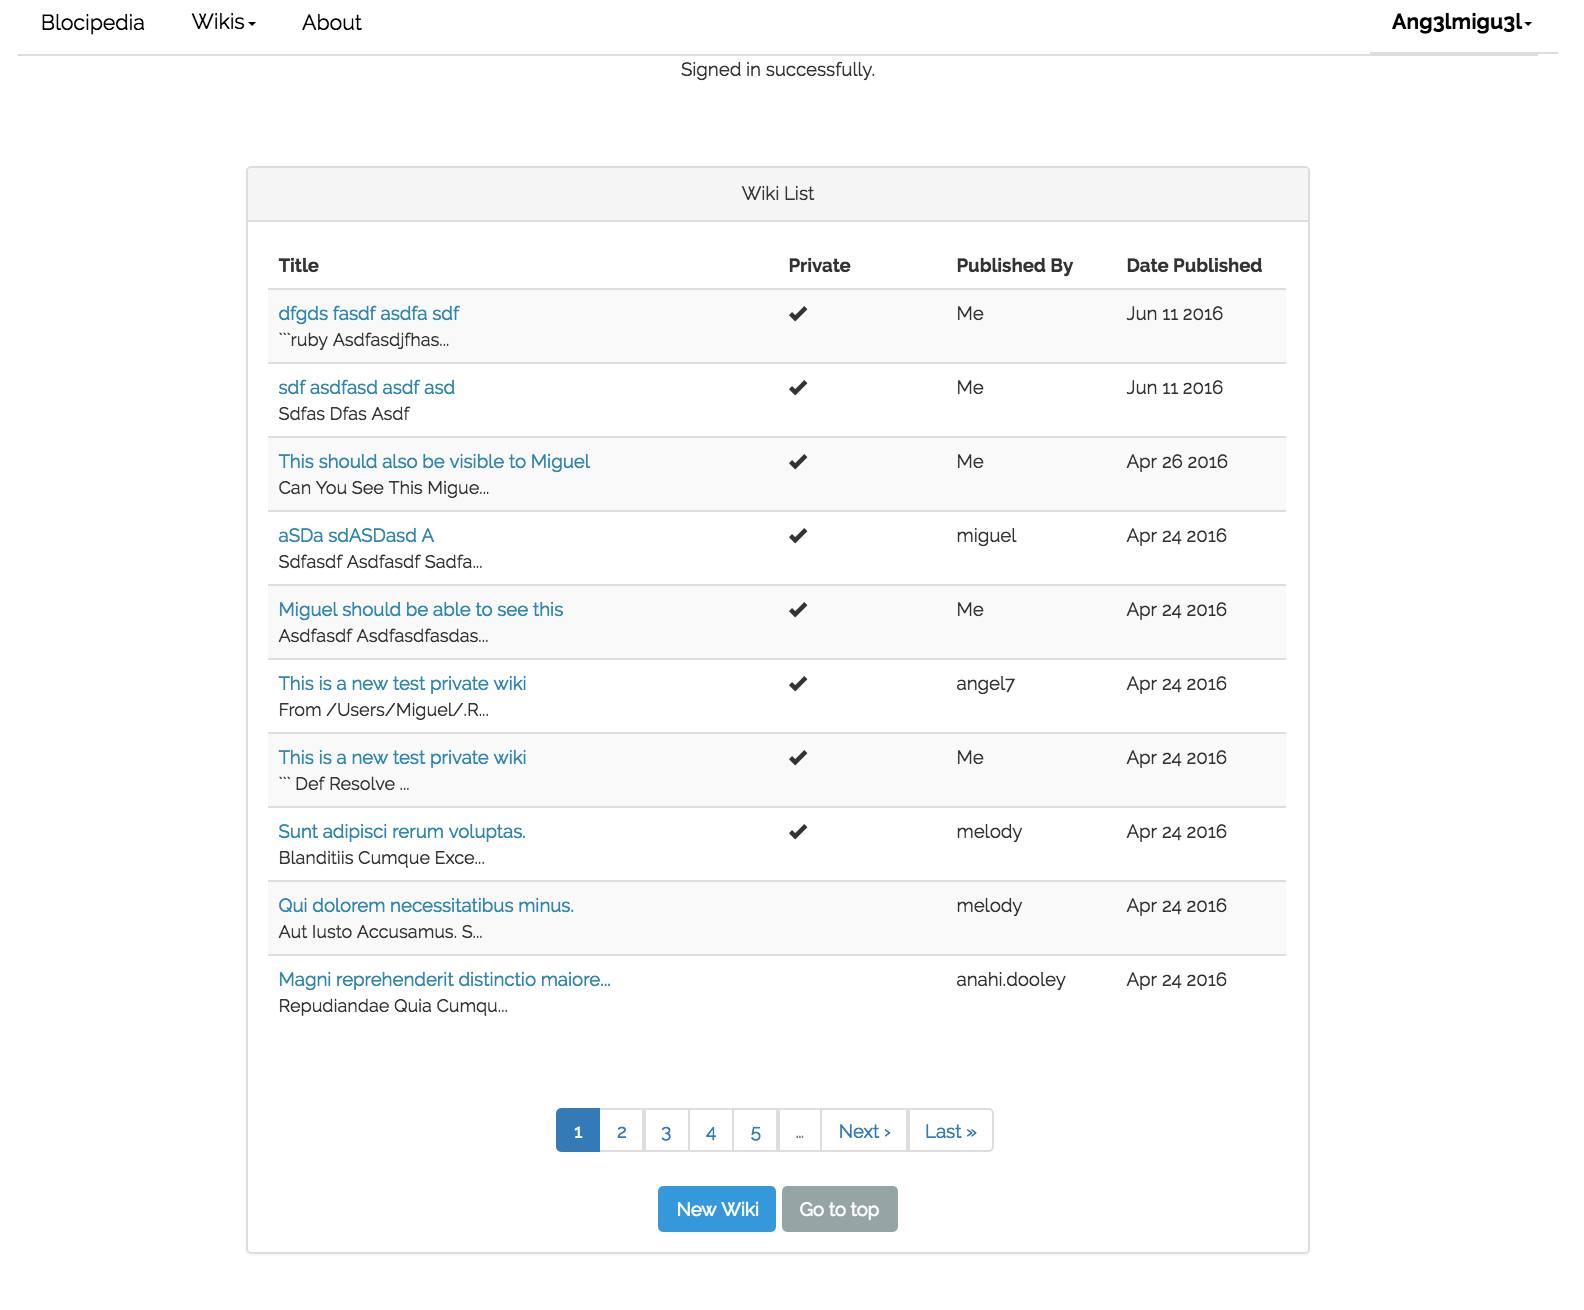 Blocipedia Wikis About Ang3lmigu3l
Signed in successfully.
Wiki List
Title Private Published By Date Published
dfgds fasdf asdfa sdf Me Jun 11 2016
```ruby Asdfasdjfhas...
sdf asdfasd asdf asd Me Jun 11 2016
Sdfas Dfas Asdf
This should also be visible to Miguel Me Apr 26 2016
Can You See This Migue...
aSDa sdASDasd A miguel Apr 24 2016
Sdfasdf Asdfasdf Sadfa...
Miguel should be able to see this Me Apr 24 2016
Asdfasdf Asdfasdfasdas...
This is a new test private wiki angel7 Apr 24 2016
From /Users/Miguel/.R...
This is a new test private wiki Me Apr 24 2016
``` Def Resolve ...
Sunt adipisci rerum voluptas. melody Apr 24 2016
Blanditiis Cumque Exce...
Qui dolorem necessitatibus minus. melody Apr 24 2016
Aut Iusto Accusamus. S...
Magni reprehenderit distinctio maiore... anahi.dooley Apr 24 2016
Repudiandae Quia Cumqu...
1 2 3 4 5 ... Next › Last »
New Wiki Go to top